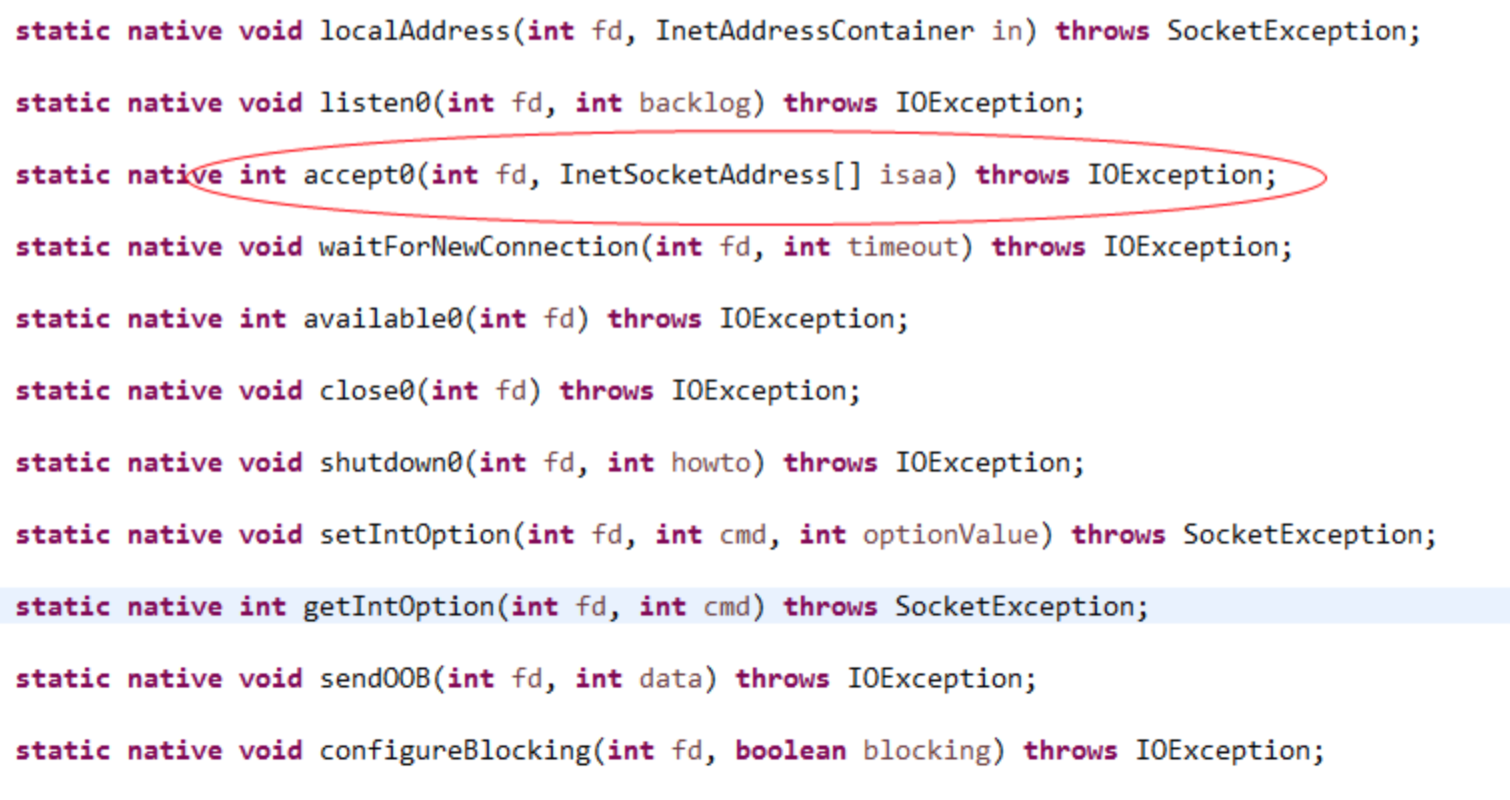 static native void localAddress(int fd, InetAddressContainer in) throws SocketException;
static native void listen0(int fd, int backlog) throws IOException;
static native int accept0(int fd, InetSocketAddress[] isaa) throws IOException;
static native void waitForNewConnection(int fd, int timeout) throws IOException;
static native int available0(int fd) throws IOException;
static native void close0(int fd) throws IOException;
static native void shutdown0(int fd, int howto) throws IOException;
static native void setIntOption(int fd, int cmd, int optionValue) throws SocketException;
static native int getIntOption(int fd, int cmd) throws SocketException;
static native void sendOOB(int fd, int data) throws IOException;
static native void configureBlocking(int fd, boolean blocking) throws IOException;